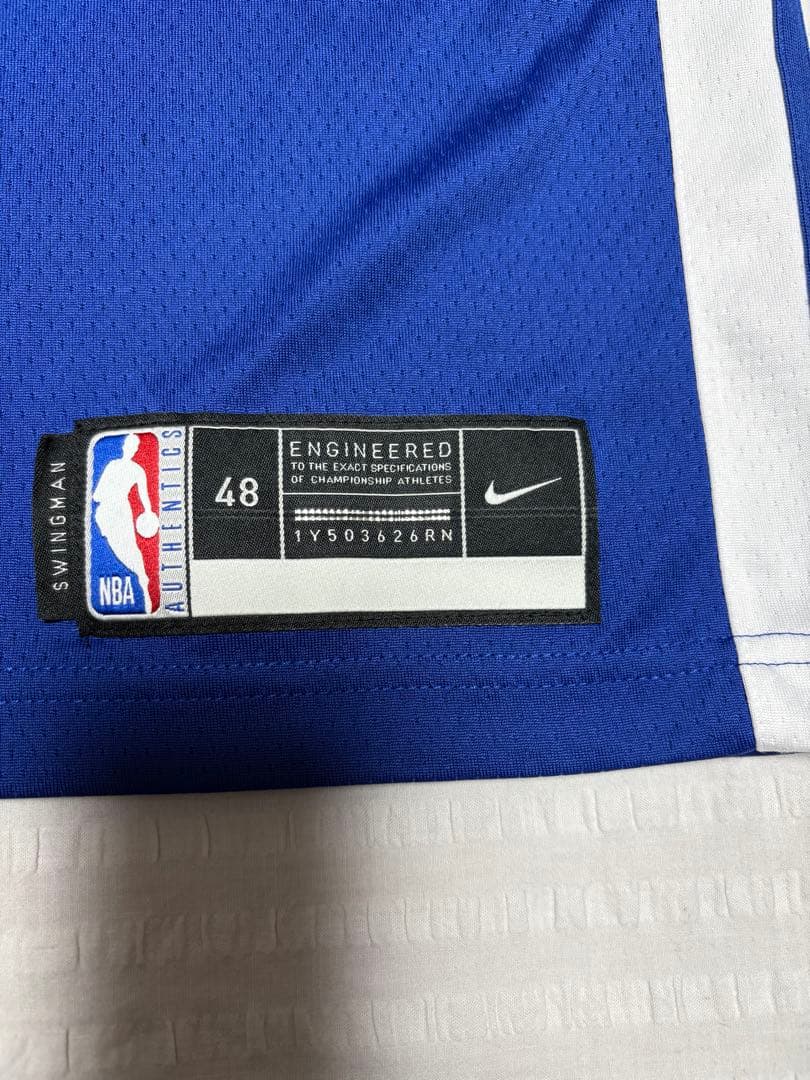 SWINGMAN
NBA
AUTHENTICS
48
ENGINEERED
TO THE EXACT SPECIFICATIONS
OF CHAMPIONSHIP ATHLETES
1Y503626RN